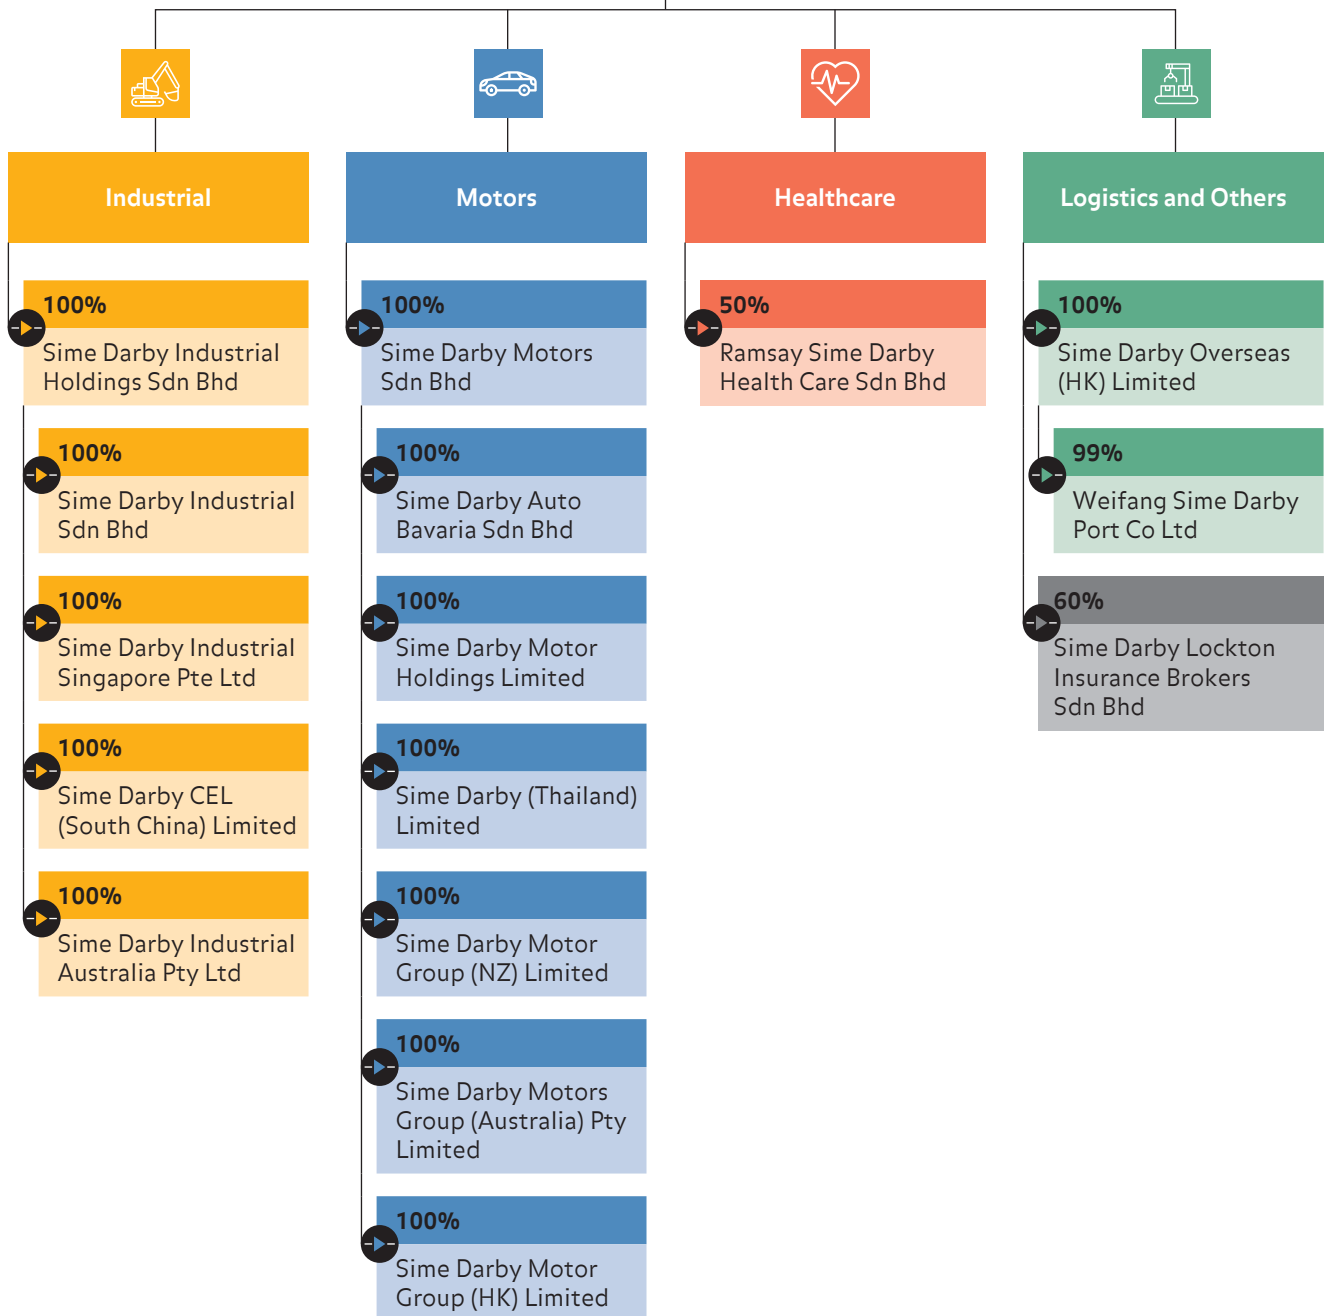 Industrial
100%
Sime Darby Industrial
Holdings Sdn Bhd
100%
Sime Darby Industrial
Sdn Bhd
100%
Sime Darby Industrial
Singapore Pte Ltd
100%
Sime Darby CEL
(South China) Limited
100%
Sime Darby Industrial
Australia Pty Ltd
Motors
100%
Sime Darby Motors
Sdn Bhd
100%
Sime Darby Auto
Bavaria Sdn Bhd
100%
Sime Darby Motor
Holdings Limited
100%
Sime Darby (Thailand)
Limited
100%
Sime Darby Motor
Group (NZ) Limited
100%
Sime Darby Motors
Group (Australia) Pty
Limited
100%
Sime Darby Motor
Group (HK) Limited
Healthcare
50%
Ramsay Sime Darby
Health Care Sdn Bhd
Logistics and Others
100%
Sime Darby Overseas
(HK) Limited
99%
Weifang Sime Darby
Port Co Ltd
60%
Sime Darby Lockton
Insurance Brokers
Sdn Bhd